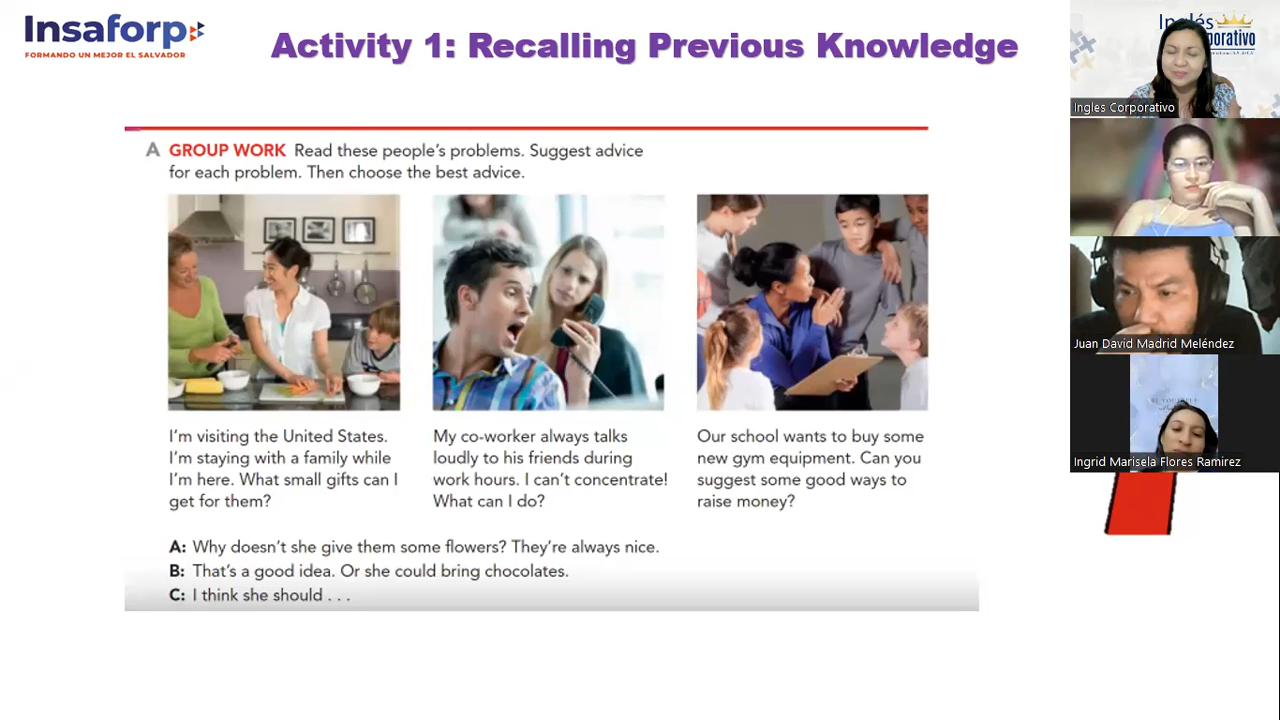 Insaforp
FORMANDO UN MEJOR EL SALVADOR
Activity 1: Recalling Previous Knowledge
A GROUP WORK Read these people's problems. Suggest advice
for each problem. Then choose the best advice.
I'm visiting the United States.
I'm staying with a family while
I'm here. What small gifts can I
get for them?
My co-worker always talks
loudly to his friends during
work hours. I can't concentrate!
What can I do?
Our school wants to buy some
new gym equipment. Can you
suggest some good ways to
raise money?
A: Why doesn't she give them some flowers? They're always nice.
B: That's a good idea. Or she could bring chocolates.
C: I think she should . . .
Ingles Corporativo
Juan David Madrid Meléndez
Ingrid Marisela Flores Ramirez